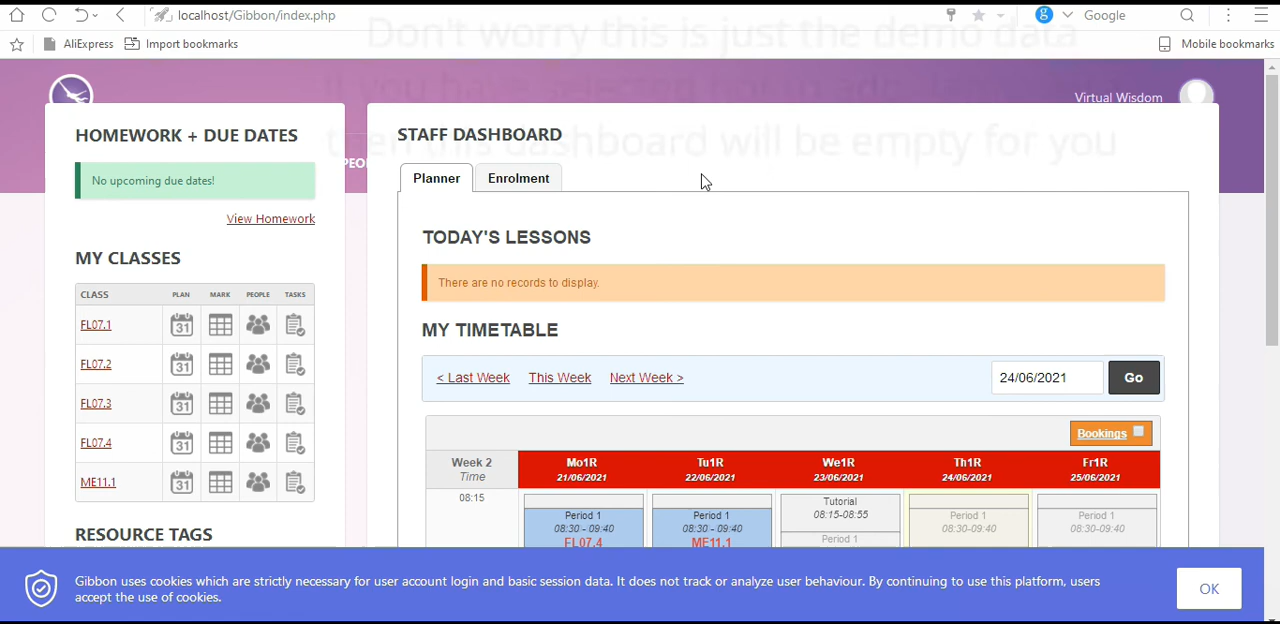 localhost/Gibbon/index.php
Google
AliExpress
Import bookmarks
Mobile bookmarks
Don't worry this is just the demo data
if you have selected
then this dashboard will be empty for you
Virtual Wisdom
HOMEWORK + DUE DATES
No upcoming due dates!
View Homework
MY CLASSES
CLASS PLAN MARK PEOPLE TASKS
FL07.1
FL07.2
FL07.3
FL07.4
ME11.1
RESOURCE TAGS
STAFF DASHBOARD
Planner Enrolment
TODAY'S LESSONS
There are no records to display.
MY TIMETABLE
< Last Week This Week Next Week > 24/06/2021 Go
Bookings
Week 2 Mo1R Tu1R We1R Th1R Fr1R
Time 21/06/2021 22/06/2021 23/06/2021 24/06/2021 25/06/2021
08:15
Period 1
08:30 - 09:40
FL07.4
Period 1
08:30 - 09:40
ME11.1
Tutorial
08:15-08:55
Period 1
Period 1
08:30-09:40
Period 1
08:30-09:40
Gibbon uses cookies which are strictly necessary for user account login and basic session data. It does not track or analyze user behaviour. By continuing to use this platform, users
accept the use of cookies.
OK